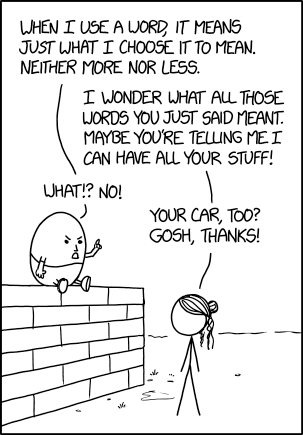 WHEN I USE A WORD, IT MEANS
JUST WHAT I CHOOSE IT TO MEAN.
NEITHER MORE NOR LESS.
I WONDER WHAT ALL THOSE
WORDS YOU JUST SAID MEANT.
MAYBE YOU'RE TELLING ME I
CAN HAVE ALL YOUR STUFF!
WHAT!? NO!
YOUR CAR, TOO?
GOSH, THANKS!